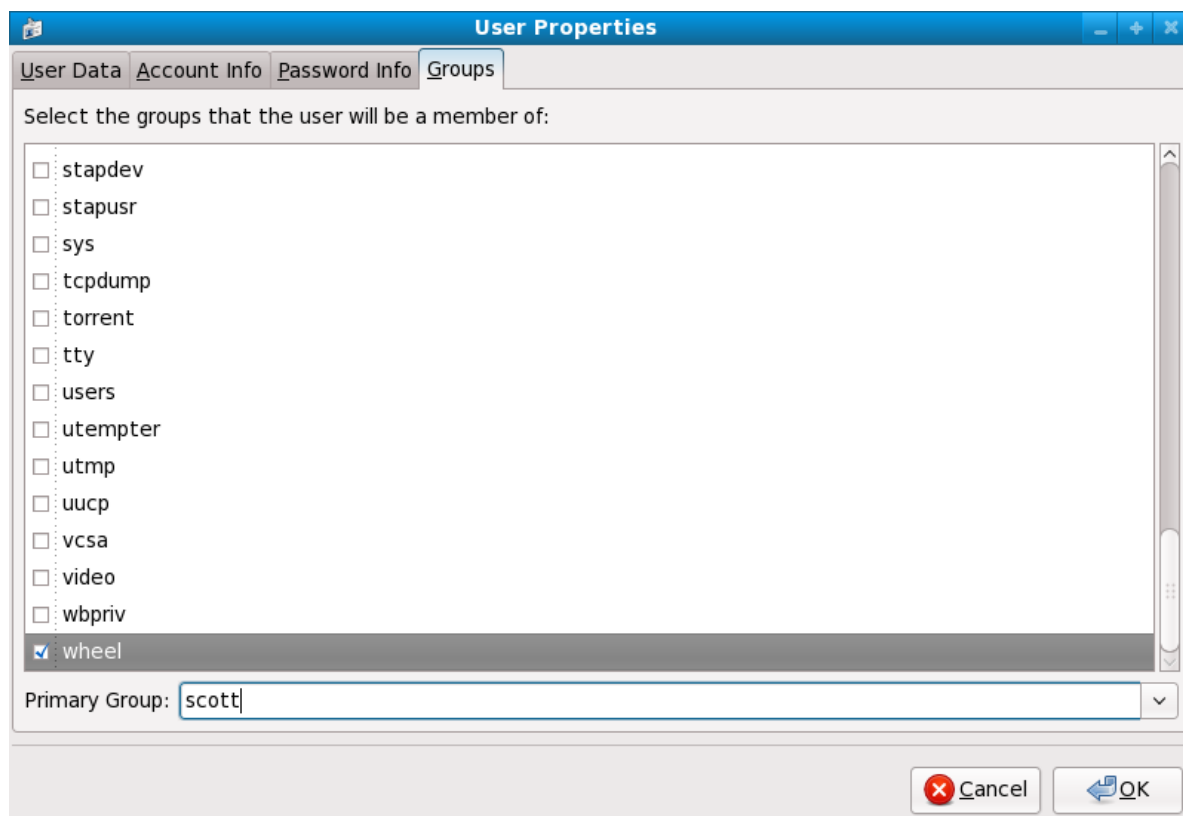 User Properties
User Data Account Info Password Info Groups
Select the groups that the user will be a member of:
stapdev
stapusr
sys
tcpdump
torrent
tty
users
utempter
utmp
uucp
vcsa
video
wbpriv
wheel
Primary Group: scott
Cancel OK